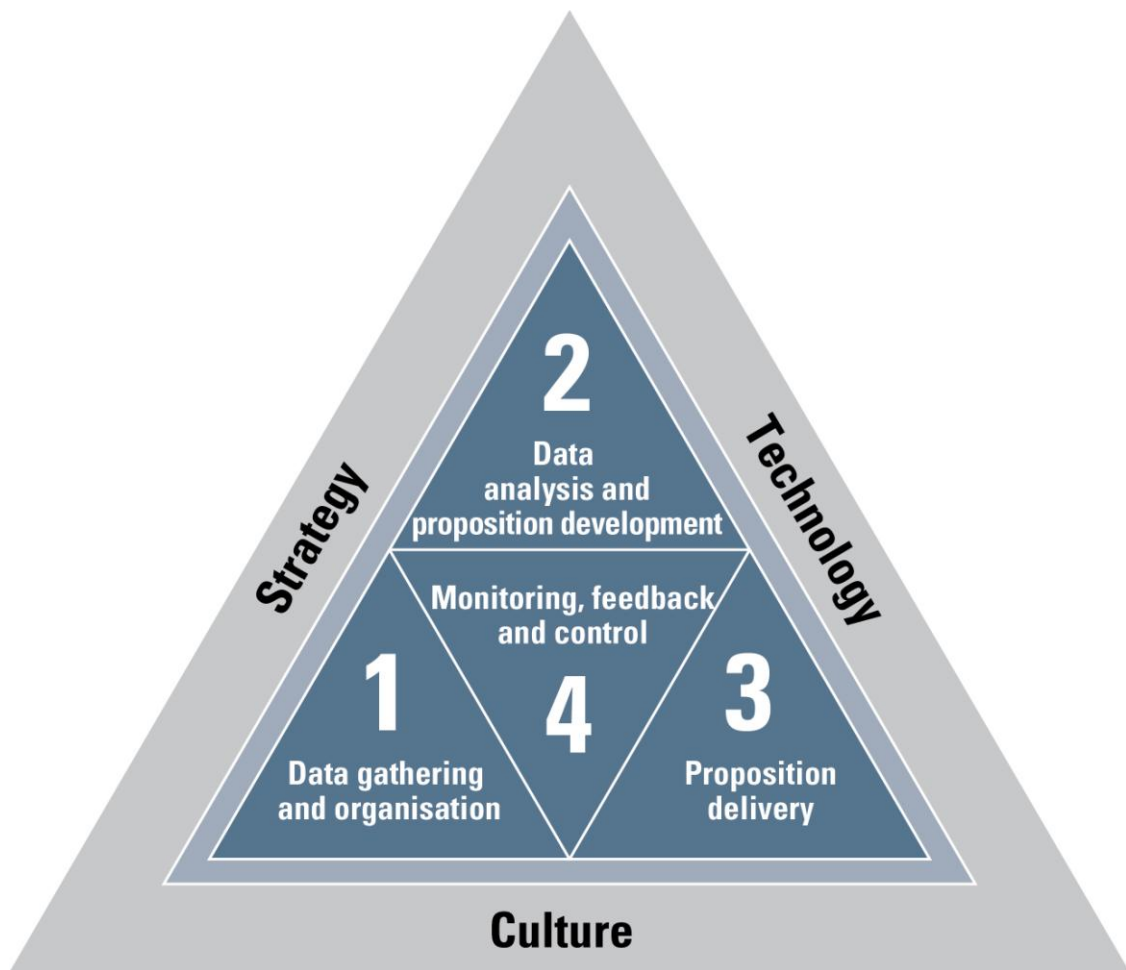 2
Data
analysis and
proposition development
Strategy
Technology
Monitoring, feedback
and control
1
4
3
Data gathering
and organisation
Proposition
delivery
Culture